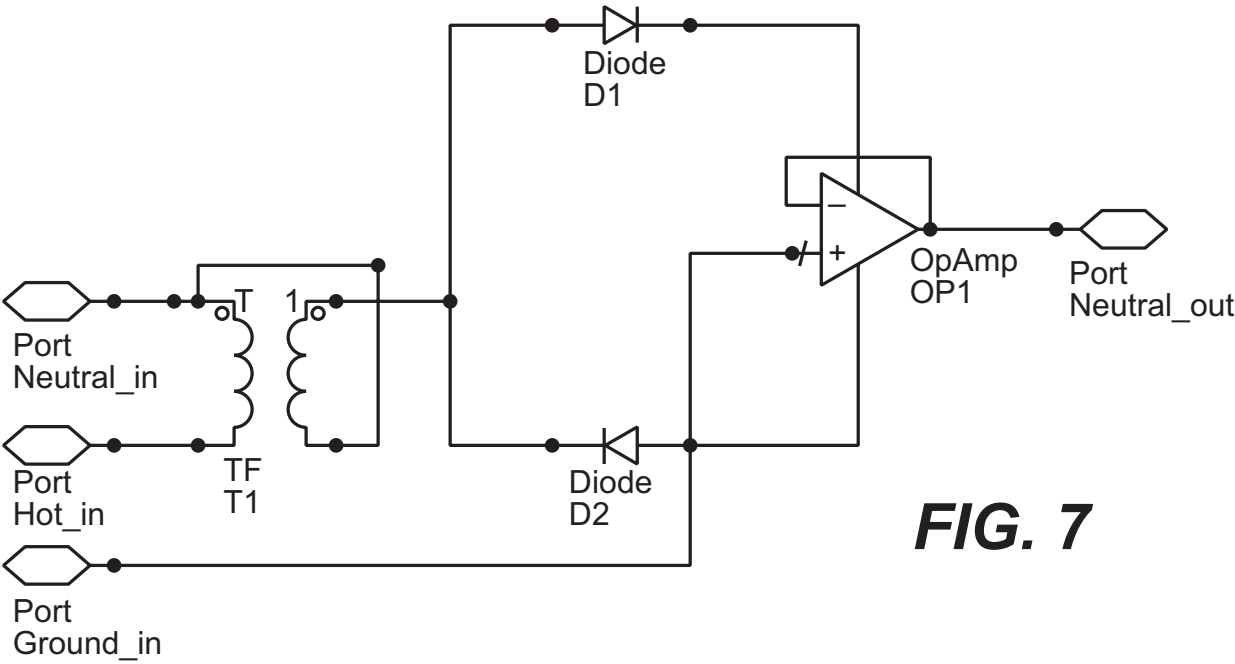 Diode
D1
−
+
OpAmp
OP1
Port
Neutral_out
T 1
Port
Neutral_in
TF
T1
Port
Hot_in
Diode
D2
FIG. 7
Port
Ground_in